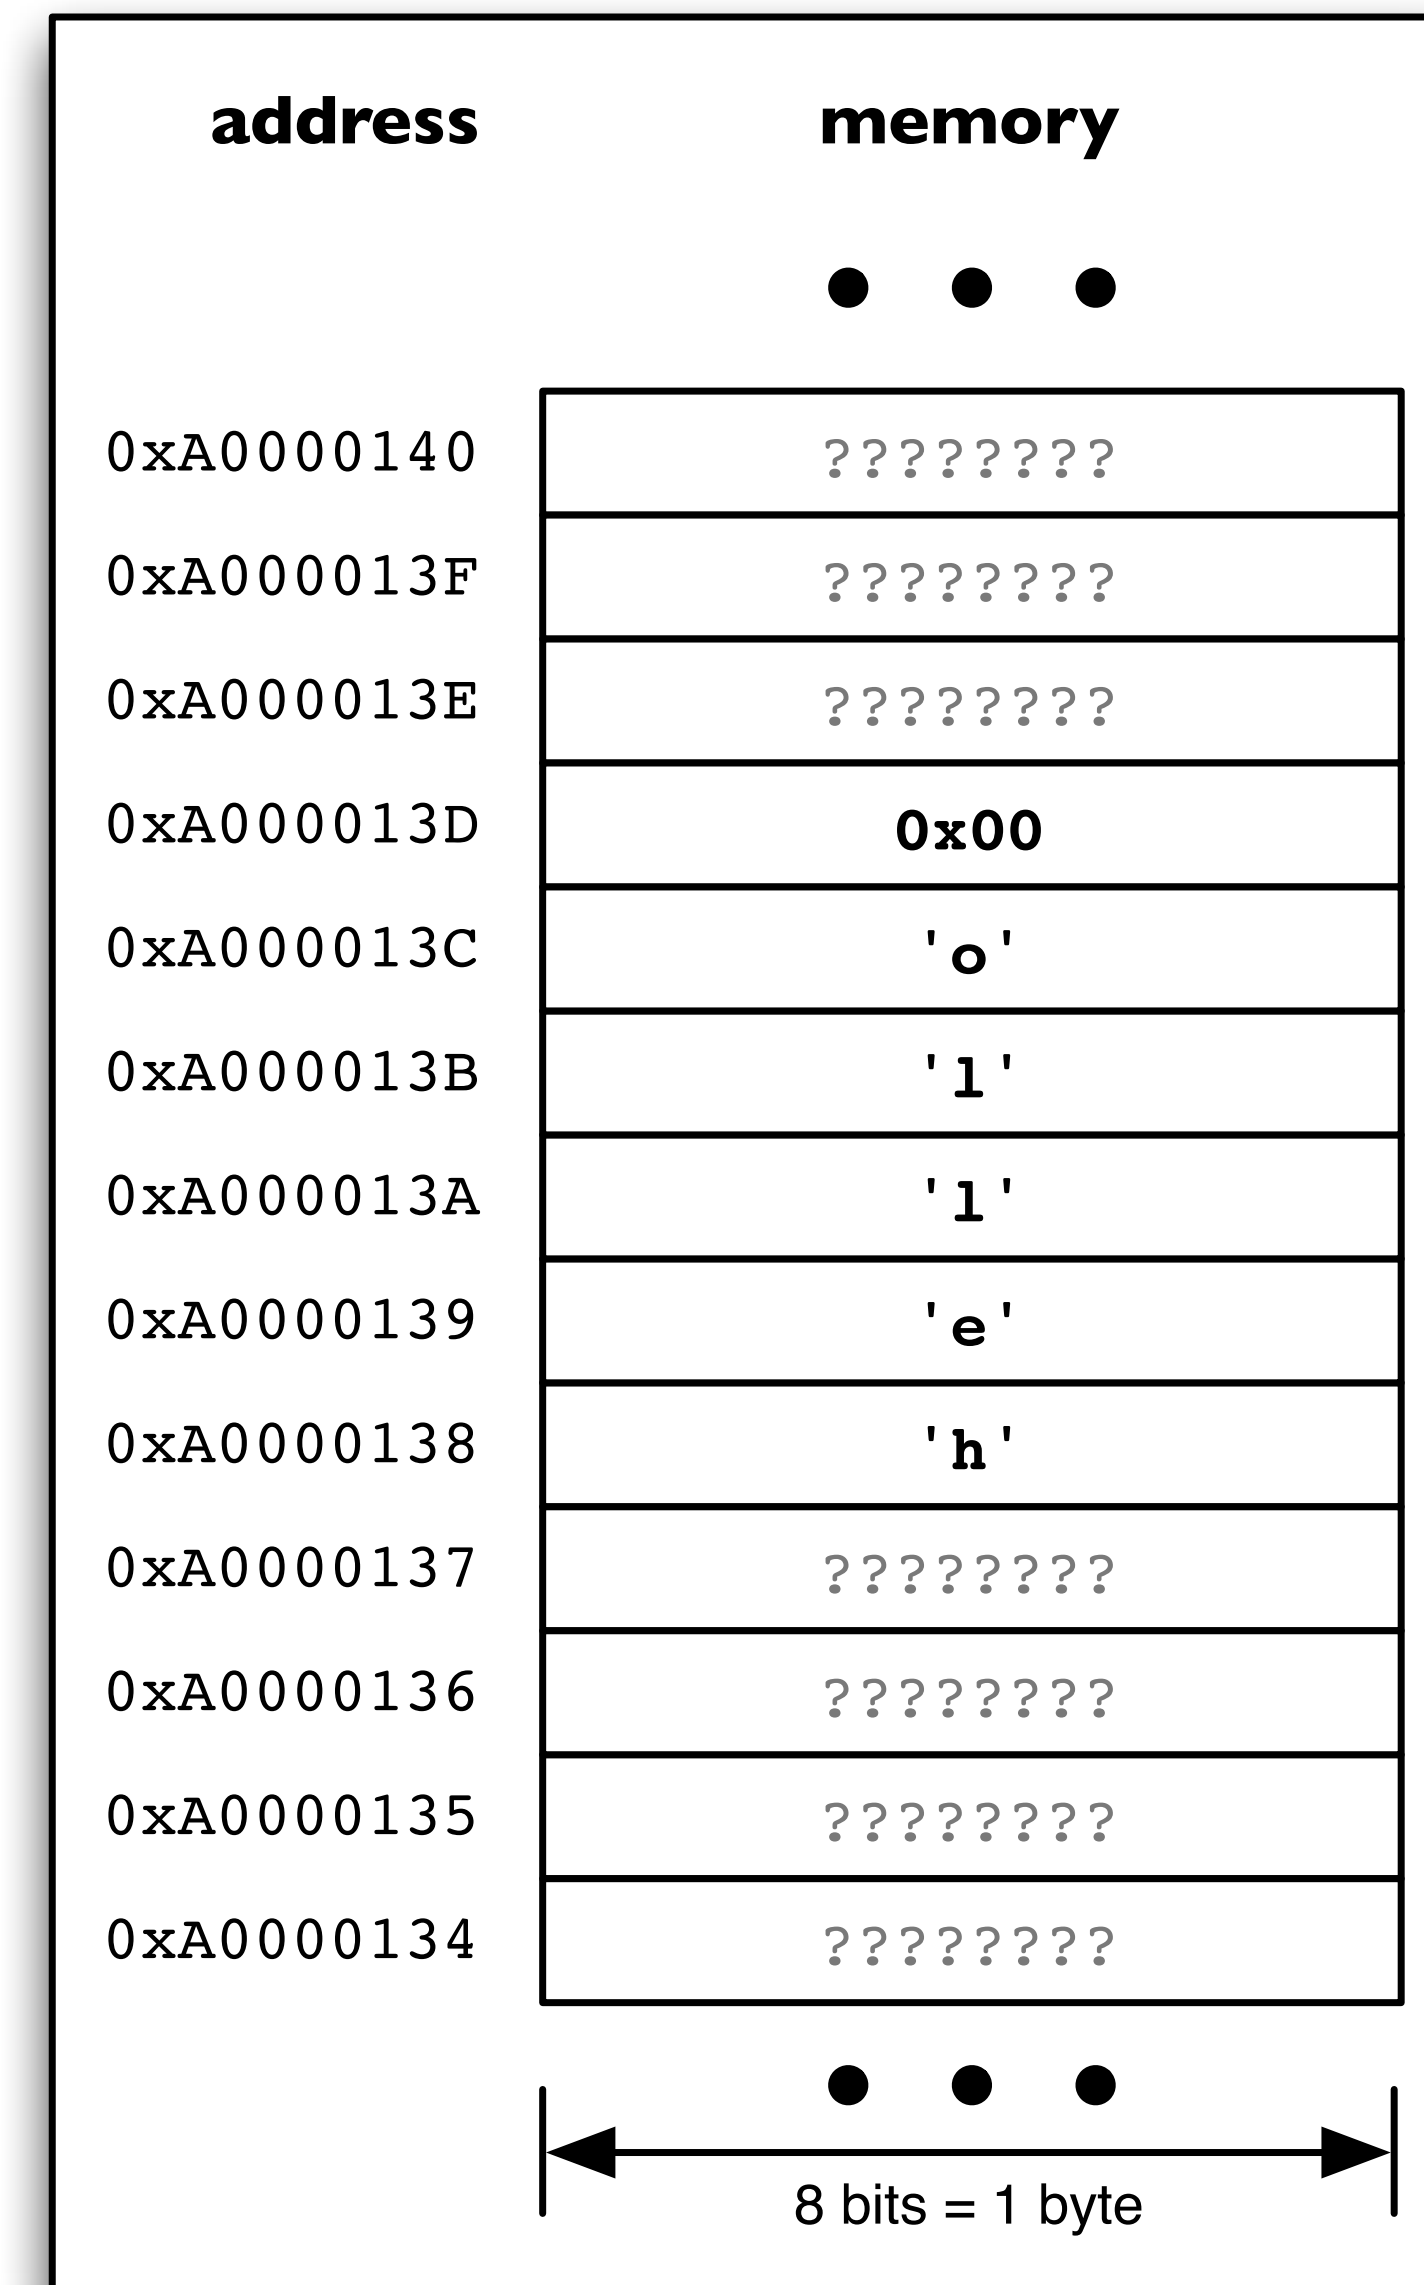 address memory
0xA0000140 ????????
0xA000013F ????????
0xA000013E ????????
0xA000013D 0x00
0xA000013C 'o'
0xA000013B 'l'
0xA000013A 'l'
0xA0000139 'e'
0xA0000138 'h'
0xA0000137 ????????
0xA0000136 ????????
0xA0000135 ????????
0xA0000134 ????????
8 bits = 1 byte